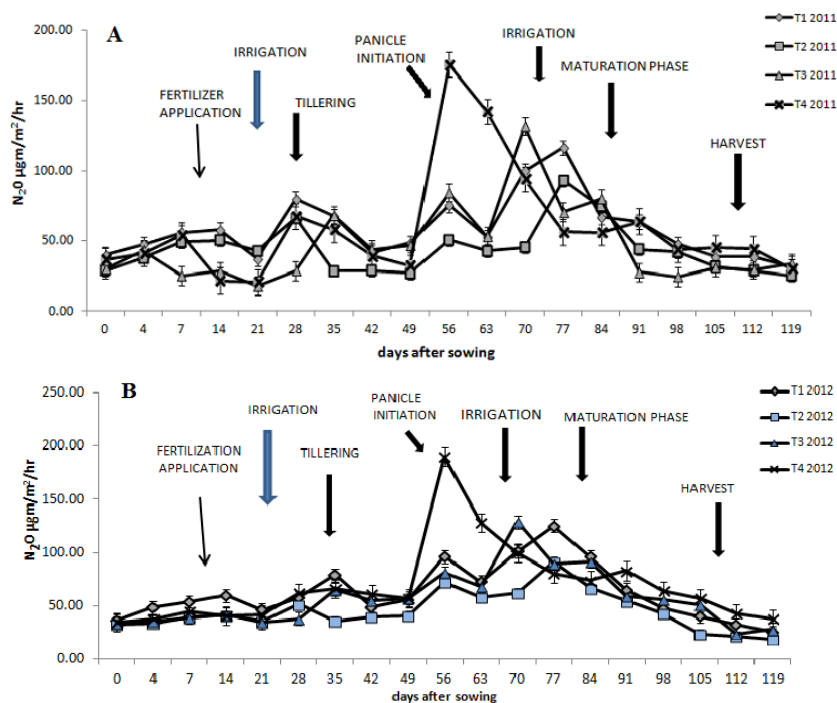 A
200.00
150.00
100.00
50.00
0.00
N₂0 µgm/m²/hr
FERTILIZER
APPLICATION
IRRIGATION
TILLERING
PANICLE
INITIATION
IRRIGATION
MATURATION PHASE
HARVEST
T1 2011
T2 2011
T3 2011
T4 2011
0 4 7 14 21 28 35 42 49 56 63 70 77 84 91 98 105 112 119
days after sowing
B
250.00
200.00
150.00
100.00
50.00
0.00
N₂O µgm/m²/hr
FERTILIZATION
APPLICATION
IRRIGATION
TILLERING
PANICLE
INITIATION
IRRIGATION
MATURATION PHASE
HARVEST
T1 2012
T2 2012
T3 2012
T4 2012
0 4 7 14 21 28 35 42 49 56 63 70 77 84 91 98 105 112 119
days after sowing